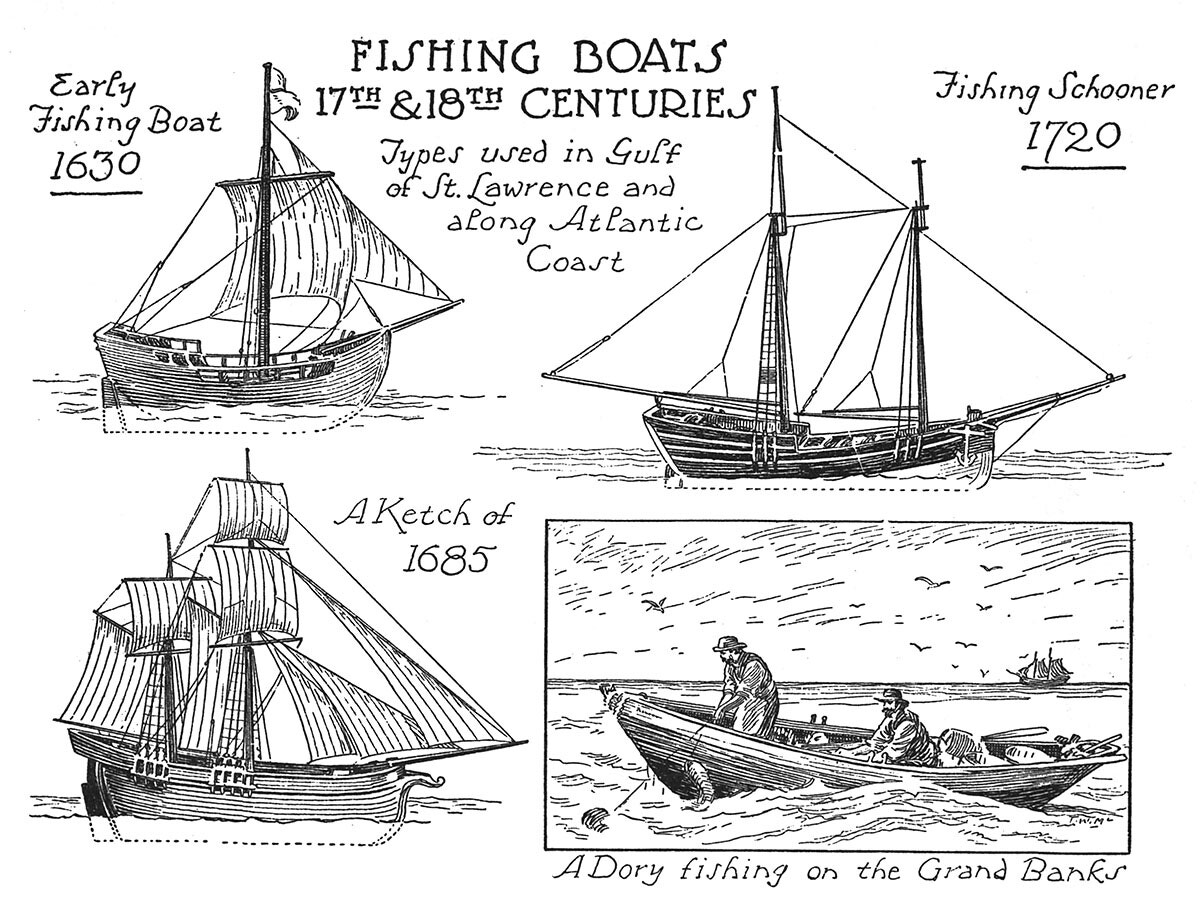 FISHING BOATS
17TH & 18TH CENTURIES
Types used in Gulf
of St. Lawrence and
along Atlantic
Coast
Early
Fishing Boat
1630
Fishing Schooner
1720
A Ketch of
1685
T.W.Mc
A Dory fishing on the Grand Banks